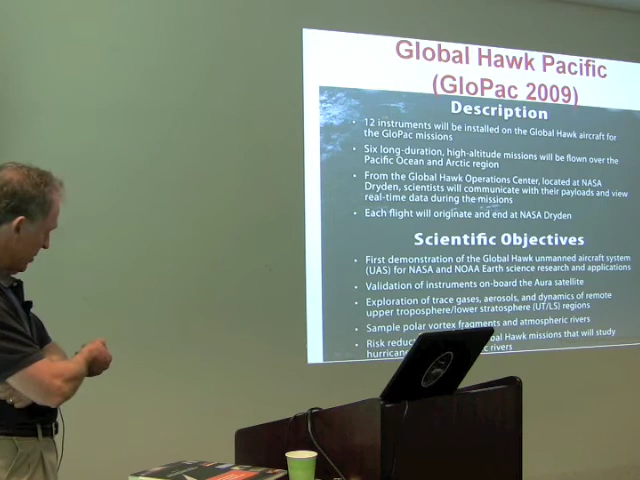 Global Hawk Pacific
(GloPac 2009)
Description
• 12 instruments will be installed on the Global Hawk aircraft for
the GloPac missions
• Six long-duration, high-altitude missions will be flown over the
Pacific Ocean and Arctic region
• From the Global Hawk Operations Center, located at NASA
Dryden, scientists will communicate with their payloads and view
real-time data during the missions
• Each flight will originate and end at NASA Dryden
Scientific Objectives
• First demonstration of the Global Hawk unmanned aircraft system
(UAS) for NASA and NOAA Earth science research and applications
• Validation of instruments on-board the Aura satellite
• Exploration of trace gases, aerosols, and dynamics of remote
upper troposphere/lower stratosphere (UT/LS) regions
• Sample polar vortex fragments and atmospheric rivers
• Risk reduc bal Hawk missions that will study
hurrican rivers